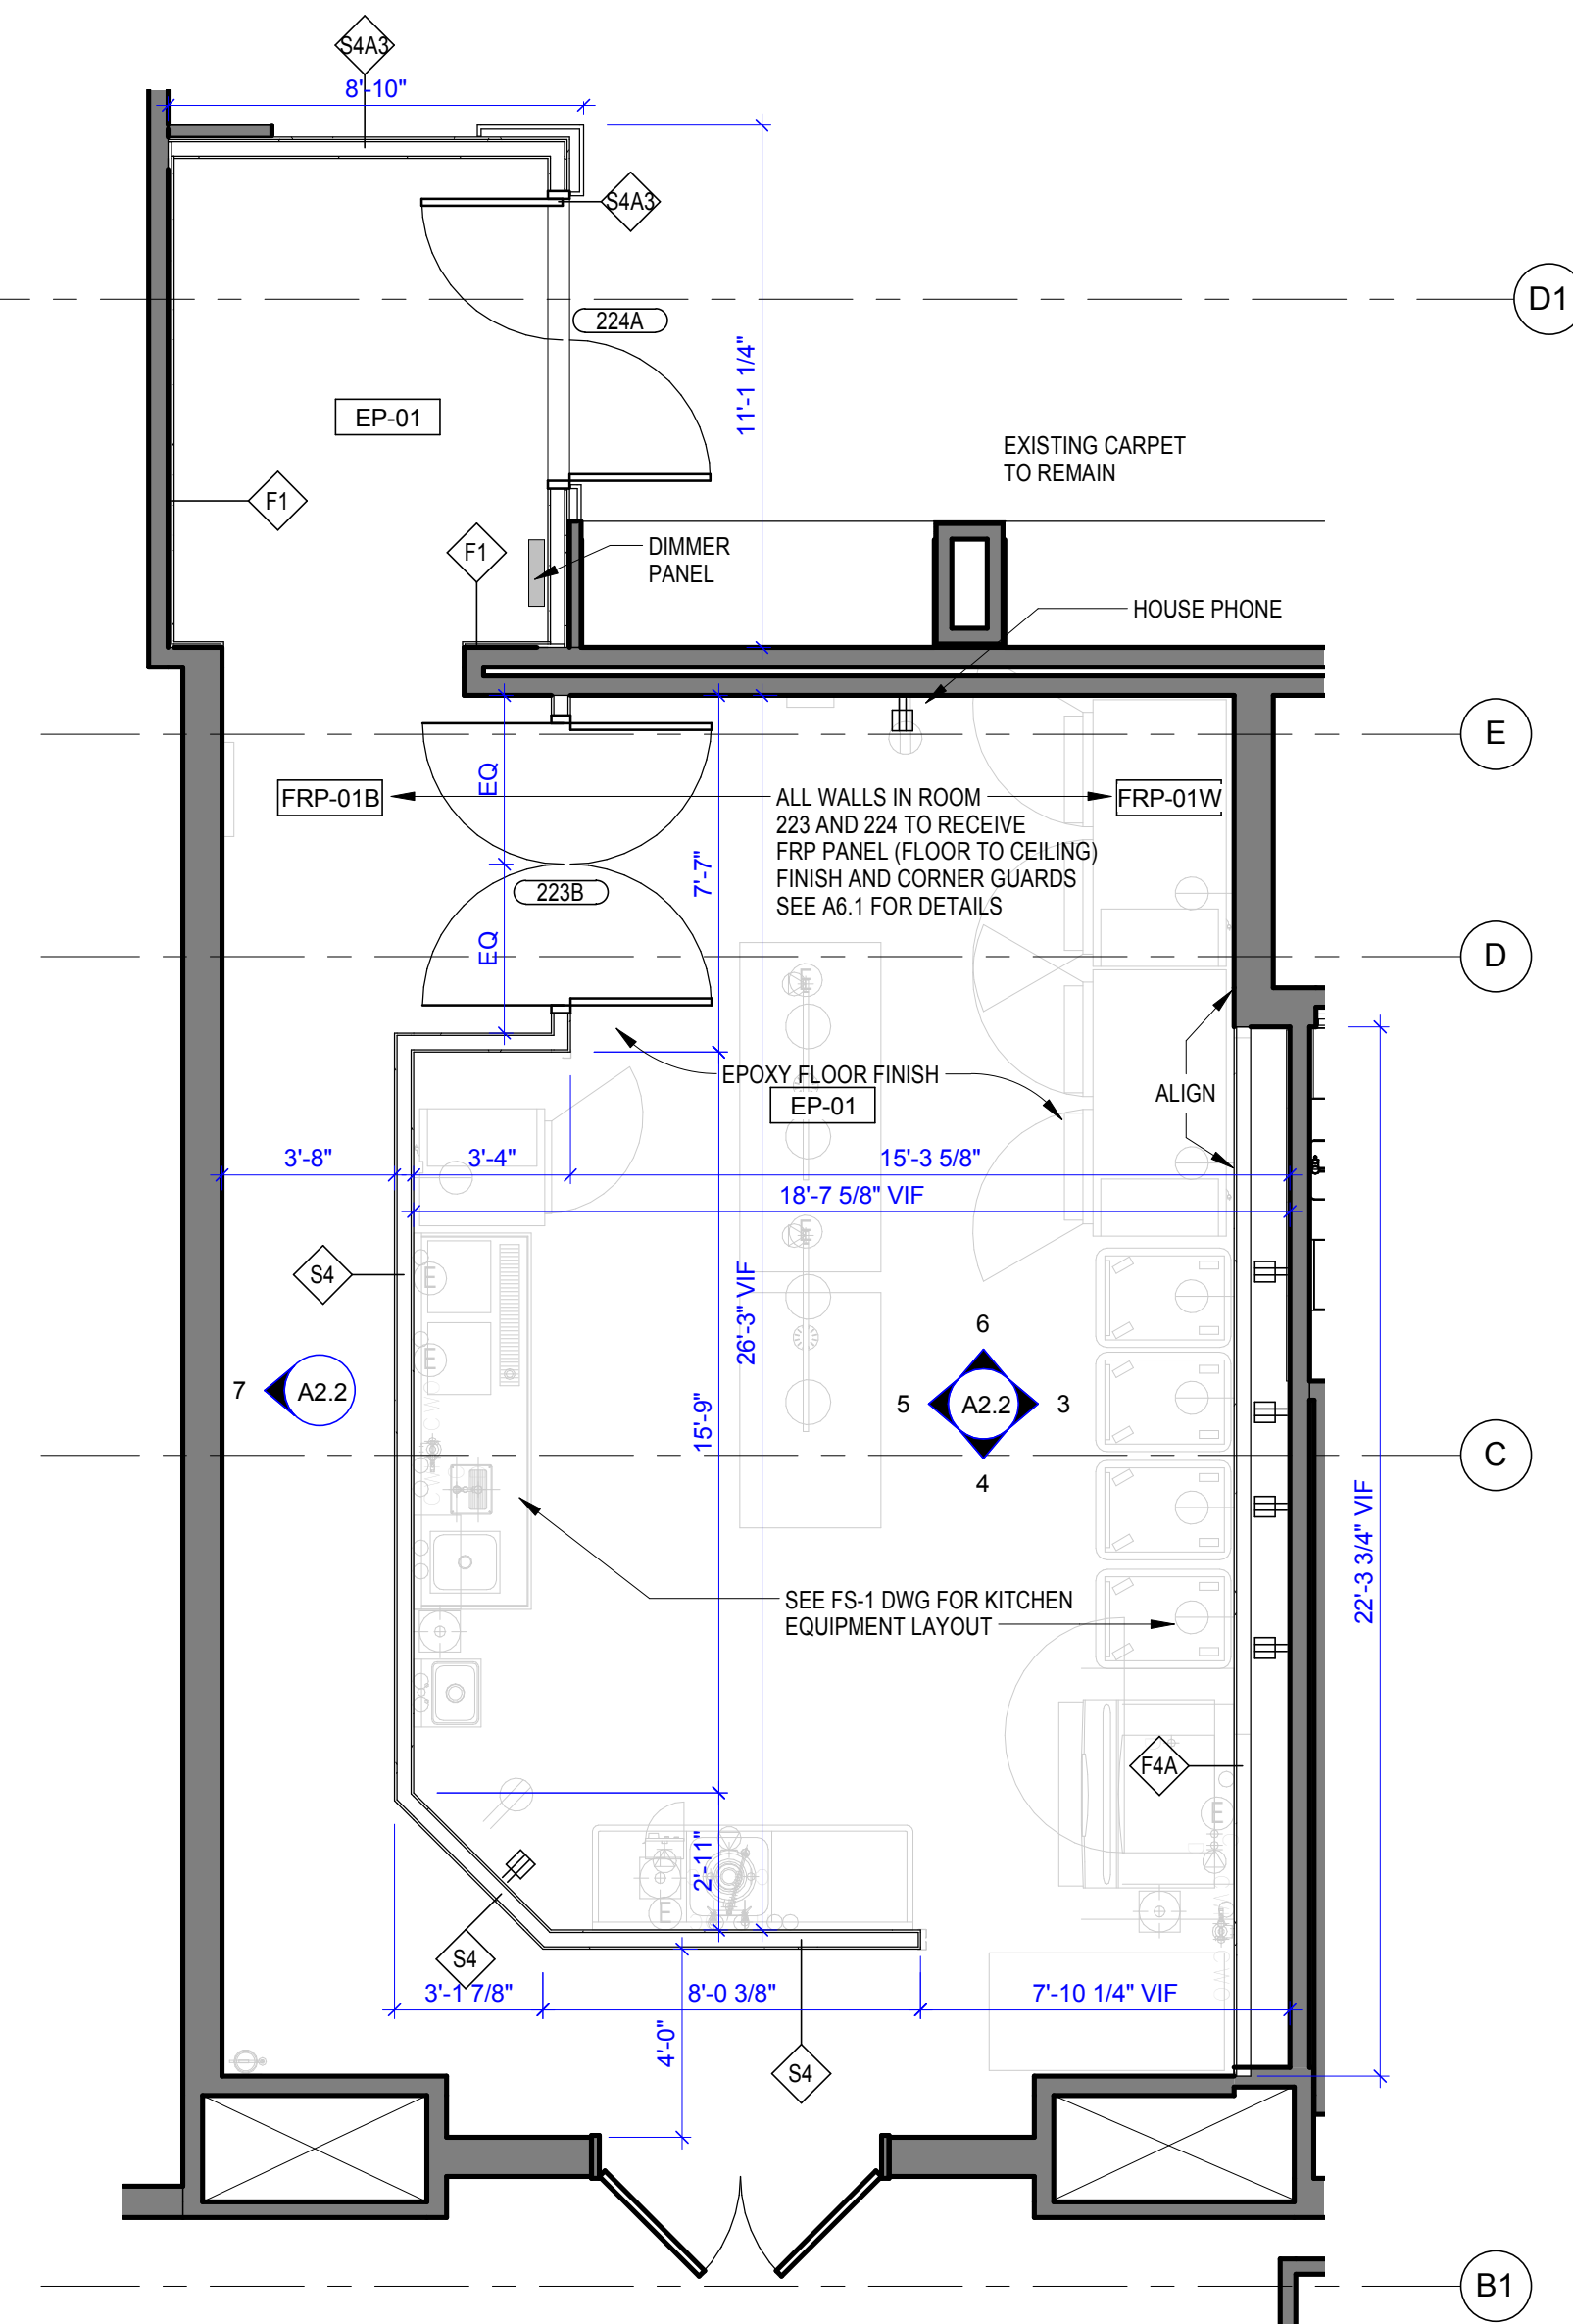 S4A3
8'-10"
S4A3
D1
224A
11'-1 1/4"
EP-01
EXISTING CARPET
TO REMAIN
F1
F1
DIMMER
PANEL
HOUSE PHONE
E
EQ
FRP-01B
ALL WALLS IN ROOM
223 AND 224 TO RECEIVE
FRP PANEL (FLOOR TO CEILING)
FINISH AND CORNER GUARDS
SEE A6.1 FOR DETAILS
FRP-01W
7'-7"
223B
EQ
D
E
EPOXY FLOOR FINISH
EP-01
ALIGN
3'-8"
3'-4"
15'-3 5/8"
18'-7 5/8" VIF
E
S4
E
26'-3" VIF
6
E
7
A2.2
5
A2.2
3
15'-9"
4
C
22'-3 3/4" VIF
SEE FS-1 DWG FOR KITCHEN
EQUIPMENT LAYOUT
F4A
E
2'-11"
E
S4
3'-1 7/8"
8'-0 3/8"
7'-10 1/4" VIF
4'-0"
S4
B1